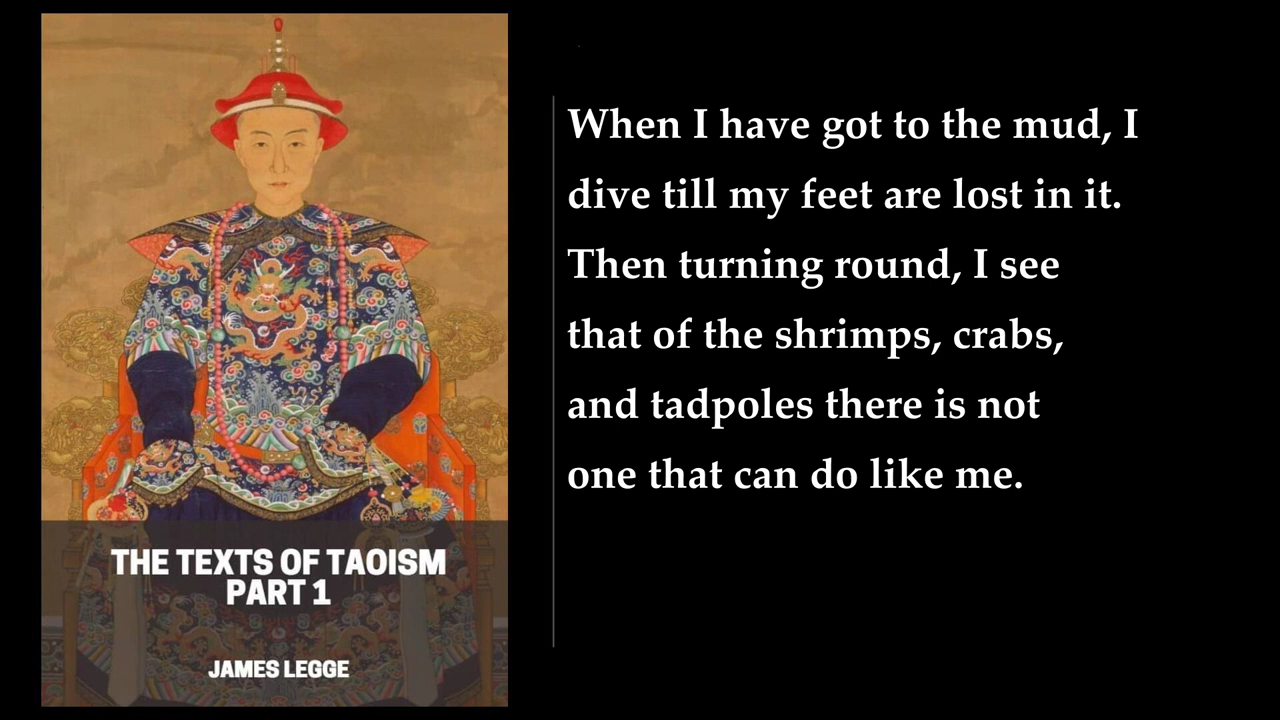 THE TEXTS OF TAOISM
PART 1
JAMES LEGGE
When I have got to the mud, I
dive till my feet are lost in it.
Then turning round, I see
that of the shrimps, crabs,
and tadpoles there is not
one that can do like me.